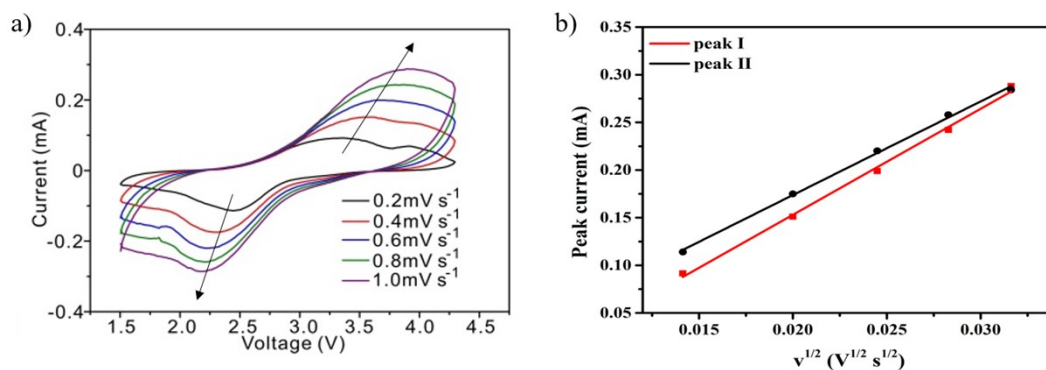 a)
0.4
0.2
0
-0.2
-0.4
Current (mA)
0.2mV s⁻¹
0.4mV s⁻¹
0.6mV s⁻¹
0.8mV s⁻¹
1.0mV s⁻¹
1.5 2.0 2.5 3.0 3.5 4.0 4.5
Voltage (V)
b)
0.35
0.30
0.25
0.20
0.15
0.10
0.05
Peak current (mA)
peak I
peak II
0.015 0.020 0.025 0.030
v¹/² (V¹/² s¹/²)